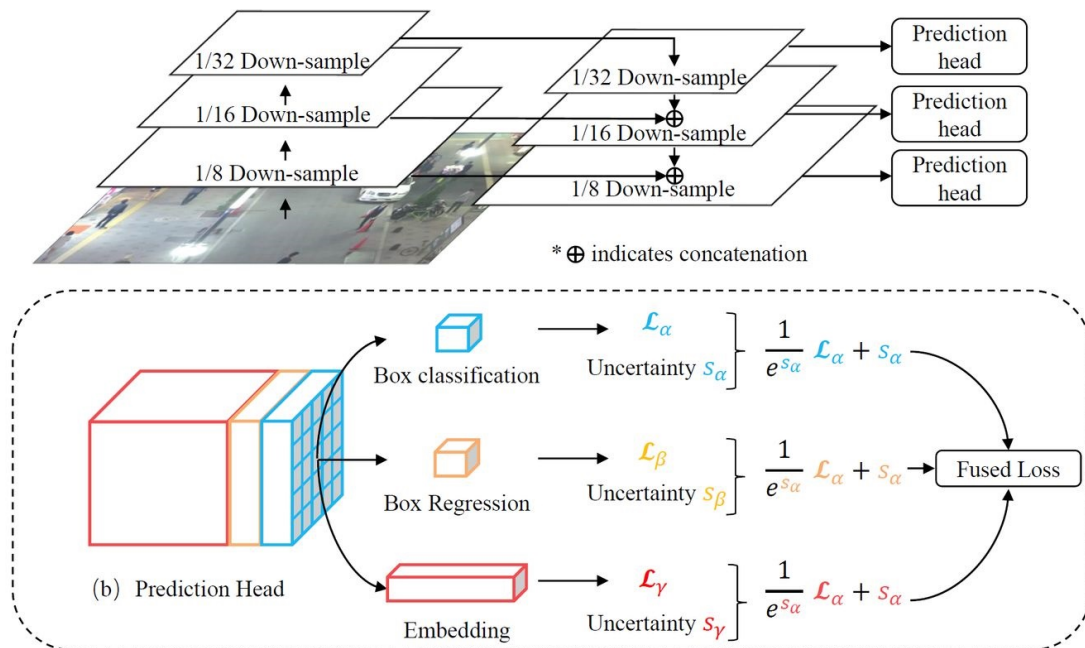 1/32 Down-sample
1/16 Down-sample
1/8 Down-sample
1/32 Down-sample
1/16 Down-sample
1/8 Down-sample
Prediction
head
Prediction
head
Prediction
head
* ⊕ indicates concatenation
Box classification
ℒα
Uncertainty sα
1/e^sα ℒα + sα
Box Regression
ℒβ
Uncertainty sβ
1/e^sα ℒα + sα
Fused Loss
(b) Prediction Head
Embedding
ℒγ
Uncertainty sγ
1/e^sα ℒα + sα